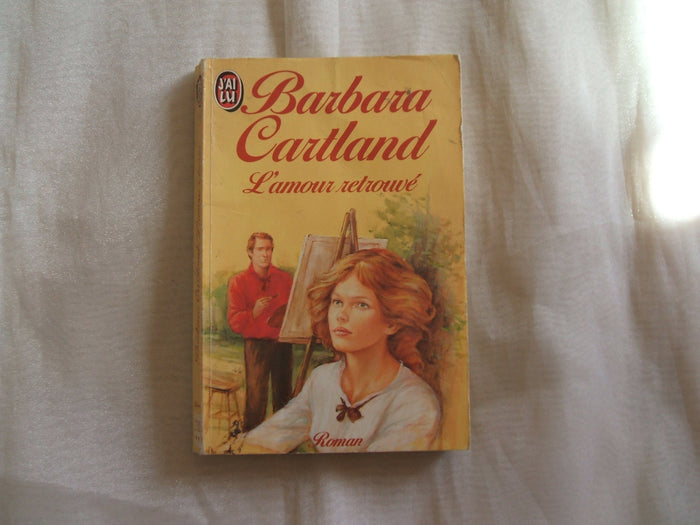 J'AI
LU
Barbara
Cartland
L'amour retrouvé
Roman